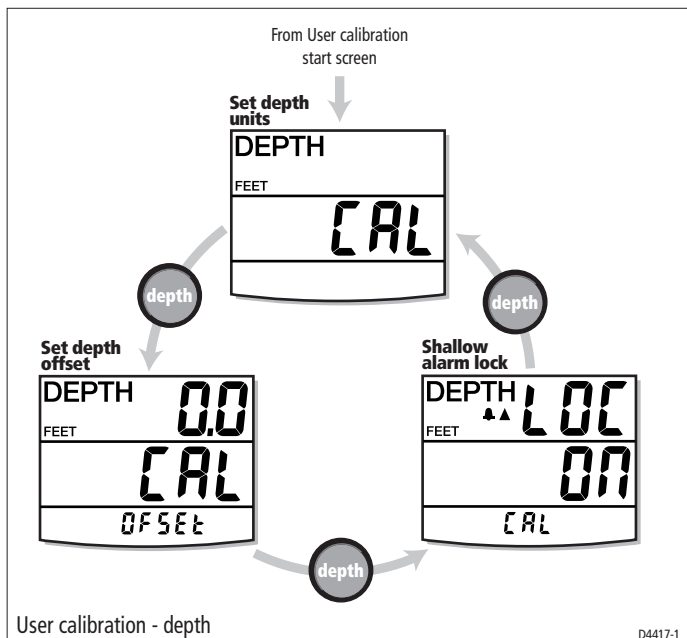 From User calibration
start screen
Set depth
units
DEPTH
FEET
CAL
depth
depth
Set depth
offset
DEPTH 0.0
FEET
CAL
OFSEt
Shallow
alarm lock
DEPTH LOC
FEET
ON
CAL
depth
User calibration - depth
D4417-1